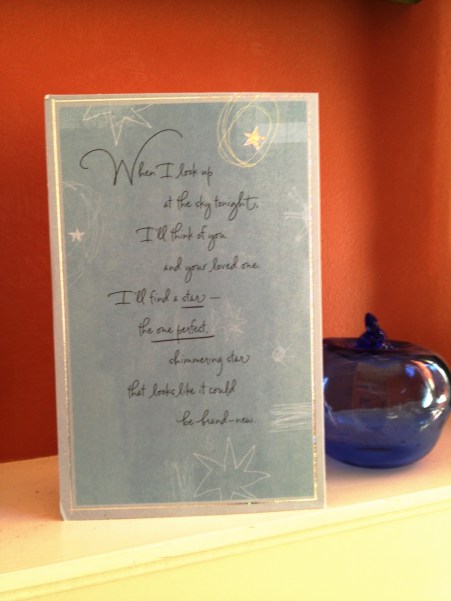 When I look up
at the sky tonight,
I'll think of you
and your loved one.
I'll find a star —
the one perfect,
shimmering star
that looks like it could
be brand-new.